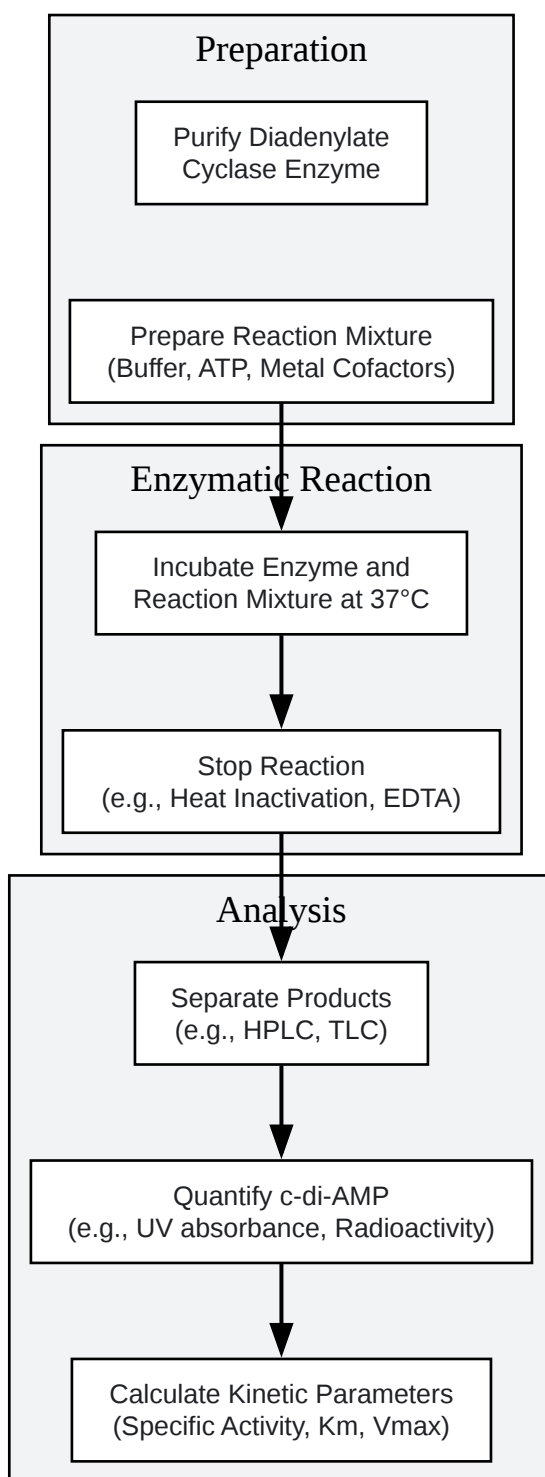 Preparation
Purify Diadenylate
Cyclase Enzyme
Prepare Reaction Mixture
(Buffer, ATP, Metal Cofactors)
Enzymatic Reaction
Incubate Enzyme and
Reaction Mixture at 37°C
Stop Reaction
(e.g., Heat Inactivation, EDTA)
Analysis
Separate Products
(e.g., HPLC, TLC)
Quantify c-di-AMP
(e.g., UV absorbance, Radioactivity)
Calculate Kinetic Parameters
(Specific Activity, Km, Vmax)